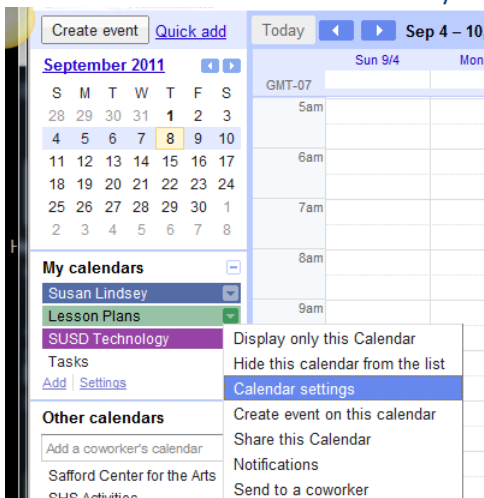 Create event Quick add Today Sep 4 – 10,
September 2011 Sun 9/4 Mon
S M T W T F S GMT-07
28 29 30 31 1 2 3 5am
4 5 6 7 8 9 10
11 12 13 14 15 16 17 6am
18 19 20 21 22 23 24
25 26 27 28 29 30 1 7am
2 3 4 5 6 7 8
My calendars 8am
Susan Lindsey
Lesson Plans 9am
SUSD Technology
Tasks
Add Settings
Other calendars
Add a coworker's calendar
Safford Center for the Arts
SHS Activities
Display only this Calendar
Hide this calendar from the list
Calendar settings
Create event on this calendar
Share this Calendar
Notifications
Send to a coworker